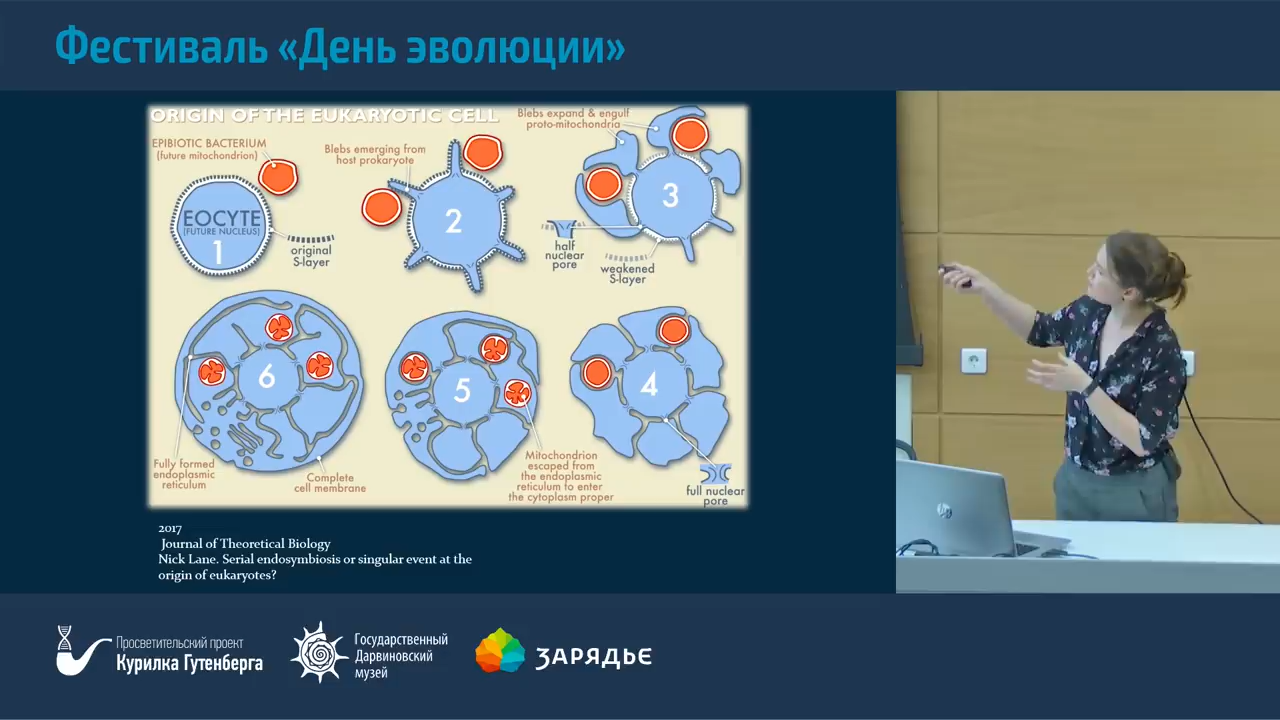 Фестиваль «День эволюции»
ORIGIN OF THE EUKARYOTIC CELL
EPIBIOTIC BACTERIUM
(future mitochondrion)
EOCYTE
(FUTURE NUCLEUS)
1
original
S-layer
Blebs emerging from
host prokaryote
2
Blebs expand & engulf
proto-mitochondria
3
half
nuclear
pore
weakened
S-layer
6
Fully formed
endoplasmic
reticulum
Complete
cell membrane
5
Mitochondrion
escaped from
the endoplasmic
reticulum to enter
the cytoplasm proper
4
full nuclear
pore
2017
Journal of Theoretical Biology
Nick Lane. Serial endosymbiosis or singular event at the
origin of eukaryotes?
hp
Просветительский проект
Курилка Гутенберга
Государственный
Дарвиновский
музей
ЗАРЯДЬЕ